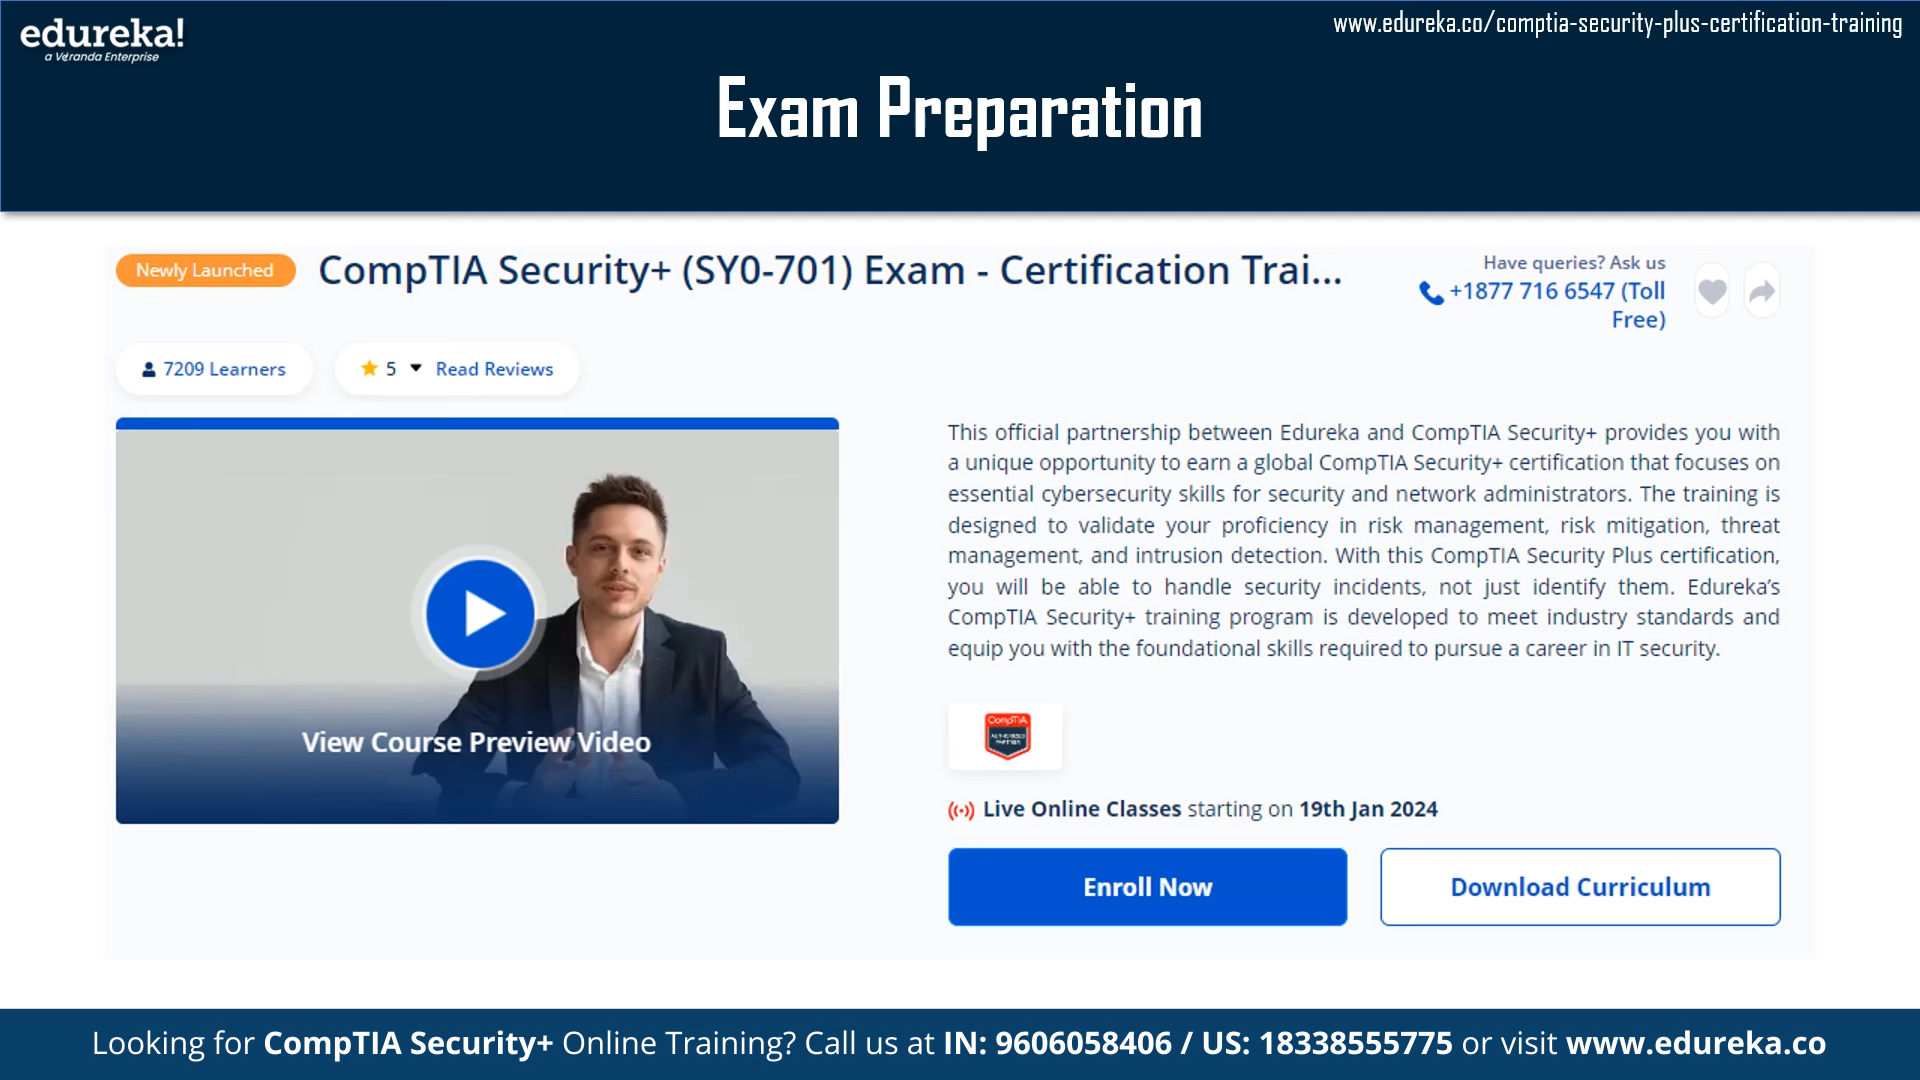 edureka!
a Veranda Enterprise
www.edureka.co/comptia-security-plus-certification-training
Exam Preparation
Newly Launched
CompTIA Security+ (SY0-701) Exam - Certification Trai...
Have queries? Ask us
+1877 716 6547 (Toll
Free)
7209 Learners
5
Read Reviews
View Course Preview Video
This official partnership between Edureka and CompTIA Security+ provides you with
a unique opportunity to earn a global CompTIA Security+ certification that focuses on
essential cybersecurity skills for security and network administrators. The training is
designed to validate your proficiency in risk management, risk mitigation, threat
management, and intrusion detection. With this CompTIA Security Plus certification,
you will be able to handle security incidents, not just identify them. Edureka’s
CompTIA Security+ training program is developed to meet industry standards and
equip you with the foundational skills required to pursue a career in IT security.
CompTIA
AUTHORIZED
PARTNER
Live Online Classes starting on 19th Jan 2024
Enroll Now
Download Curriculum
Looking for CompTIA Security+ Online Training? Call us at IN: 9606058406 / US: 18338555775 or visit www.edureka.co